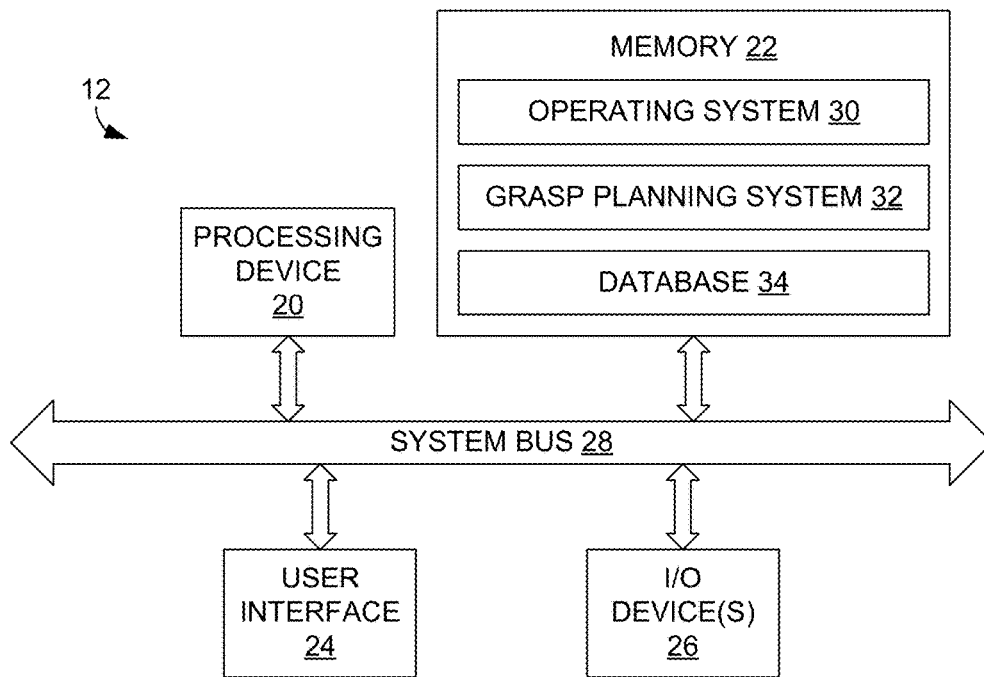 12
MEMORY 22
OPERATING SYSTEM 30
GRASP PLANNING SYSTEM 32
DATABASE 34
PROCESSING
DEVICE
20
SYSTEM BUS 28
USER
INTERFACE
24
I/O
DEVICE(S)
26